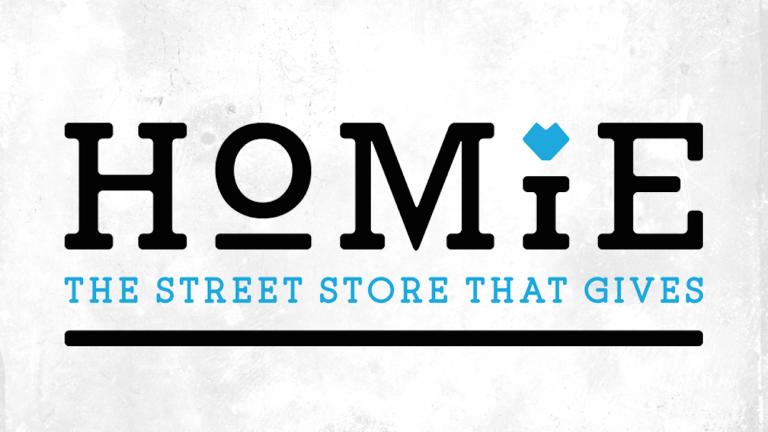 HoMiE
THE STREET STORE THAT GIVES